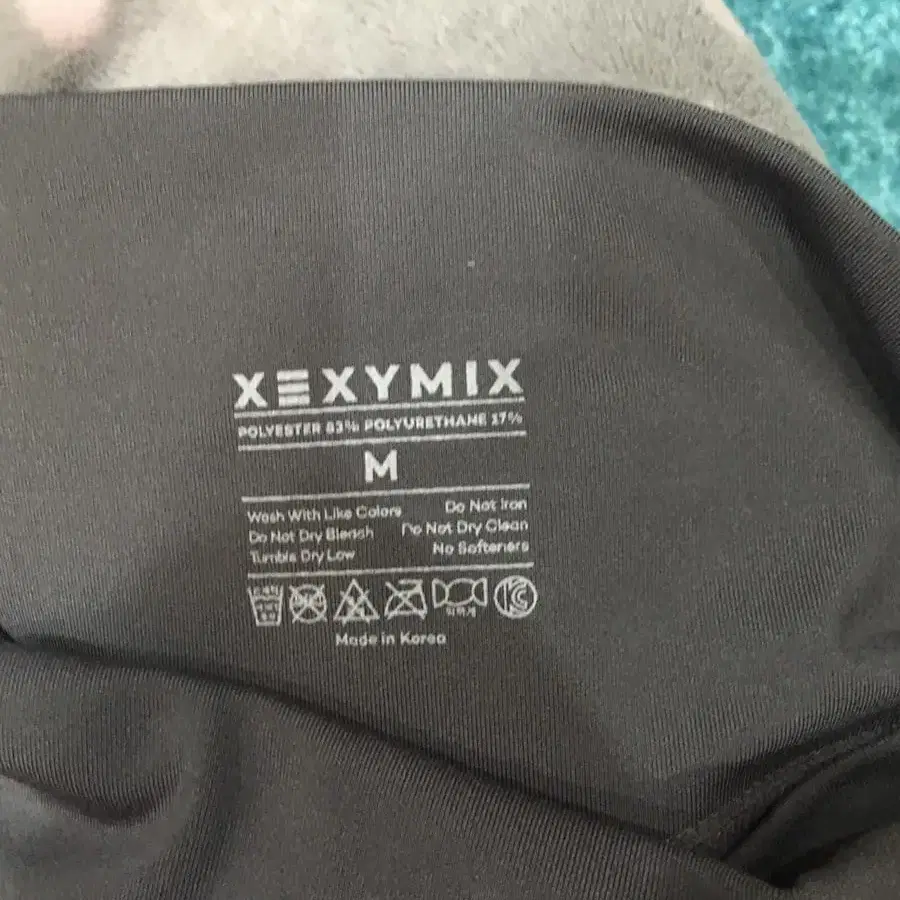 XEXYMIX
POLYESTER 83% POLYURETHANE 17%
M
Wash With Like Colors Do Not Iron
Do Not Dry Bleach Do Not Dry Clean
Tumble Dry Low No Softeners
Made in Korea